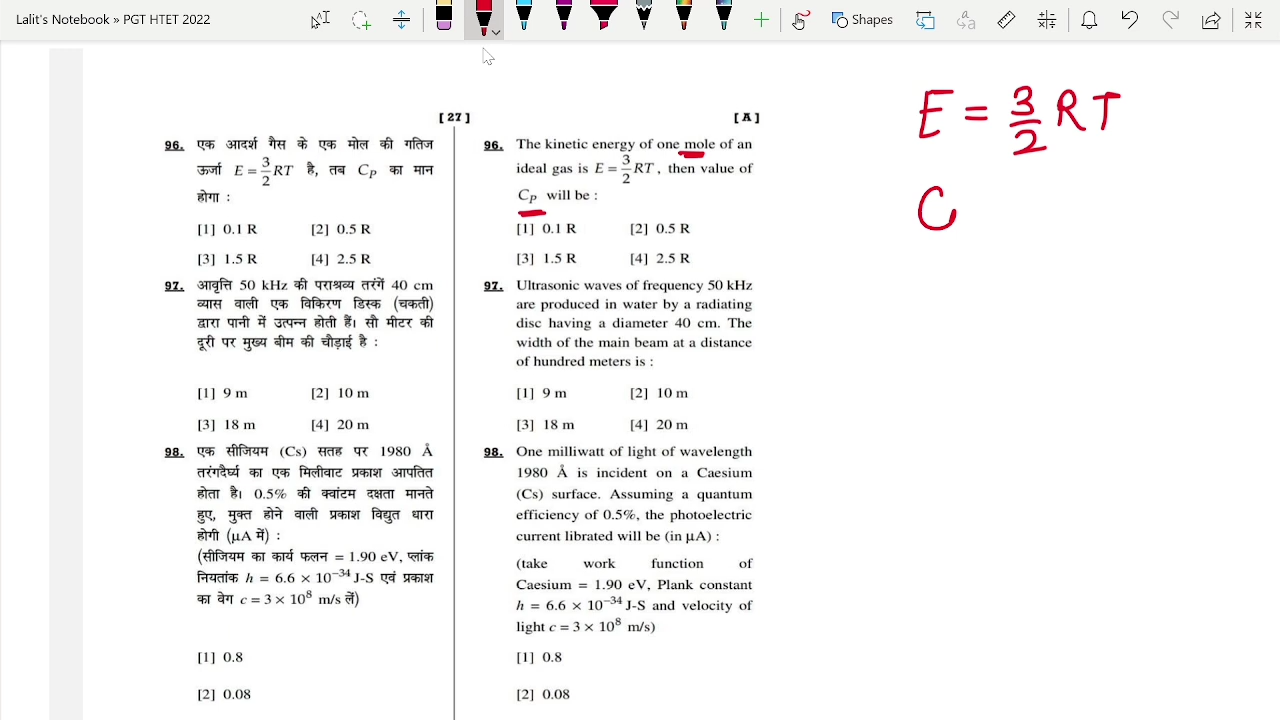 Lalit's Notebook » PGT HTET 2022
Shapes
[ 27 ]
[ A ]
96. एक आदर्श गैस के एक मोल की गतिज
ऊर्जा E = 3/2 RT है, तब C_P का मान
होगा :
[1] 0.1 R [2] 0.5 R
[3] 1.5 R [4] 2.5 R
97. आवृत्ति 50 kHz की पराश्रव्य तरंगें 40 cm
व्यास वाली एक विकिरण डिस्क (चकती)
द्वारा पानी में उत्पन्न होती हैं। सौ मीटर की
दूरी पर मुख्य बीम की चौड़ाई है :
[1] 9 m [2] 10 m
[3] 18 m [4] 20 m
98. एक सीजियम (Cs) सतह पर 1980 Å
तरंगदैर्घ्य का एक मिलीवाट प्रकाश आपतित
होता है। 0.5% की क्वांटम दक्षता मानते
हुए, मुक्त होने वाली प्रकाश विद्युत धारा
होगी (μA में) :
(सीजियम का कार्य फलन = 1.90 eV, प्लांक
नियतांक h = 6.6 × 10⁻³⁴ J-S एवं प्रकाश
का वेग c = 3 × 10⁸ m/s लें)
[1] 0.8
[2] 0.08
96. The kinetic energy of one mole of an
ideal gas is E = 3/2 RT, then value of
C_P will be :
[1] 0.1 R [2] 0.5 R
[3] 1.5 R [4] 2.5 R
97. Ultrasonic waves of frequency 50 kHz
are produced in water by a radiating
disc having a diameter 40 cm. The
width of the main beam at a distance
of hundred meters is :
[1] 9 m [2] 10 m
[3] 18 m [4] 20 m
98. One milliwatt of light of wavelength
1980 Å is incident on a Caesium
(Cs) surface. Assuming a quantum
efficiency of 0.5%, the photoelectric
current librated will be (in μA) :
(take work function of
Caesium = 1.90 eV, Plank constant
h = 6.6 × 10⁻³⁴ J-S and velocity of
light c = 3 × 10⁸ m/s)
[1] 0.8
[2] 0.08
E = 3/2 RT
C